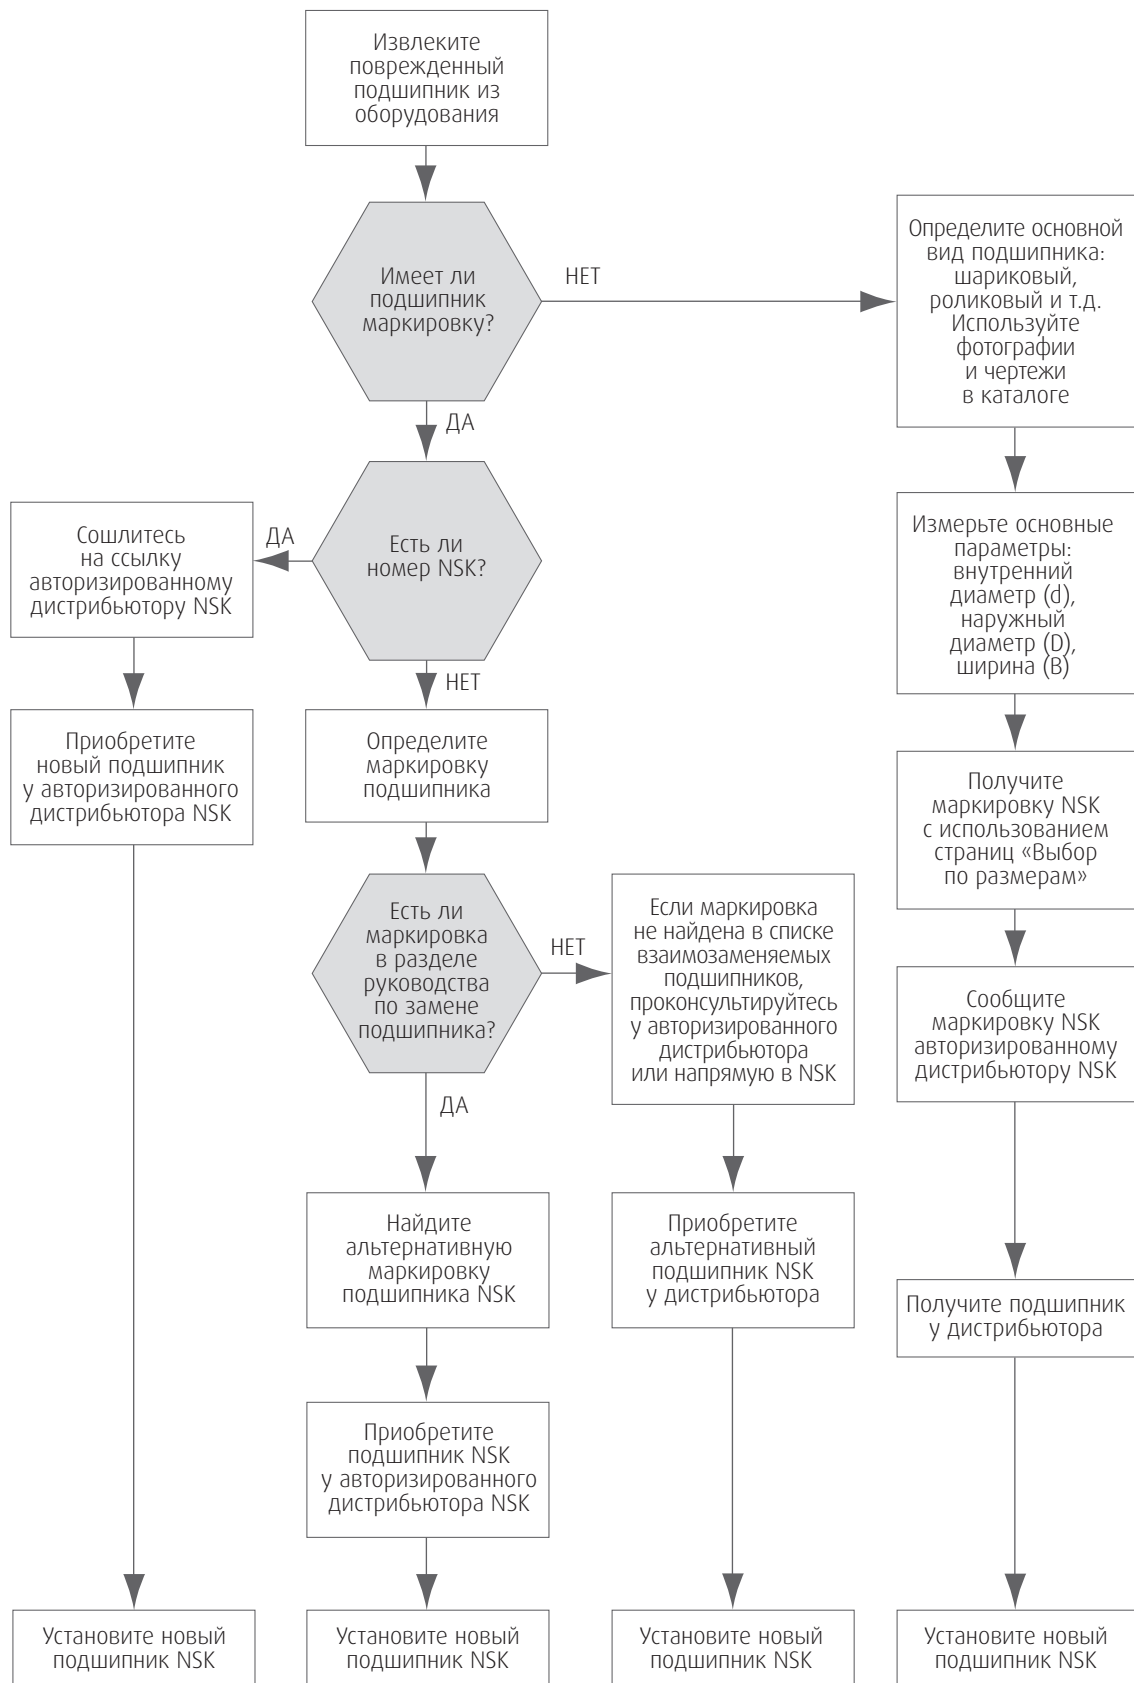 Извлеките
поврежденный
подшипник из
оборудования
Имеет ли
подшипник
маркировку?
НЕТ
Определите основной
вид подшипника:
шариковый,
роликовый и т.д.
Используйте
фотографии
и чертежи
в каталоге
ДА
Есть ли
номер NSK?
ДА
Сошлитесь
на ссылку
авторизированному
дистрибьютору NSK
Измерьте основные
параметры:
внутренний
диаметр (d),
наружный
диаметр (D),
ширина (B)
НЕТ
Приобретите
новый подшипник
у авторизированного
дистрибьютора NSK
Определите
маркировку
подшипника
Получите
маркировку NSK
с использованием
страниц «Выбор
по размерам»
Есть ли
маркировка
в разделе
руководства
по замене
подшипника?
НЕТ
Если маркировка
не найдена в списке
взаимозаменяемых
подшипников,
проконсультируйтесь
у авторизированного
дистрибьютора
или напрямую в NSK
Сообщите
маркировку NSK
авторизированному
дистрибьютору NSK
ДА
Найдите
альтернативную
маркировку
подшипника NSK
Приобретите
альтернативный
подшипник NSK
у дистрибьютора
Получите подшипник
у дистрибьютора
Приобретите
подшипник NSK
у авторизированного
дистрибьютора NSK
Установите новый
подшипник NSK
Установите новый
подшипник NSK
Установите новый
подшипник NSK
Установите новый
подшипник NSK